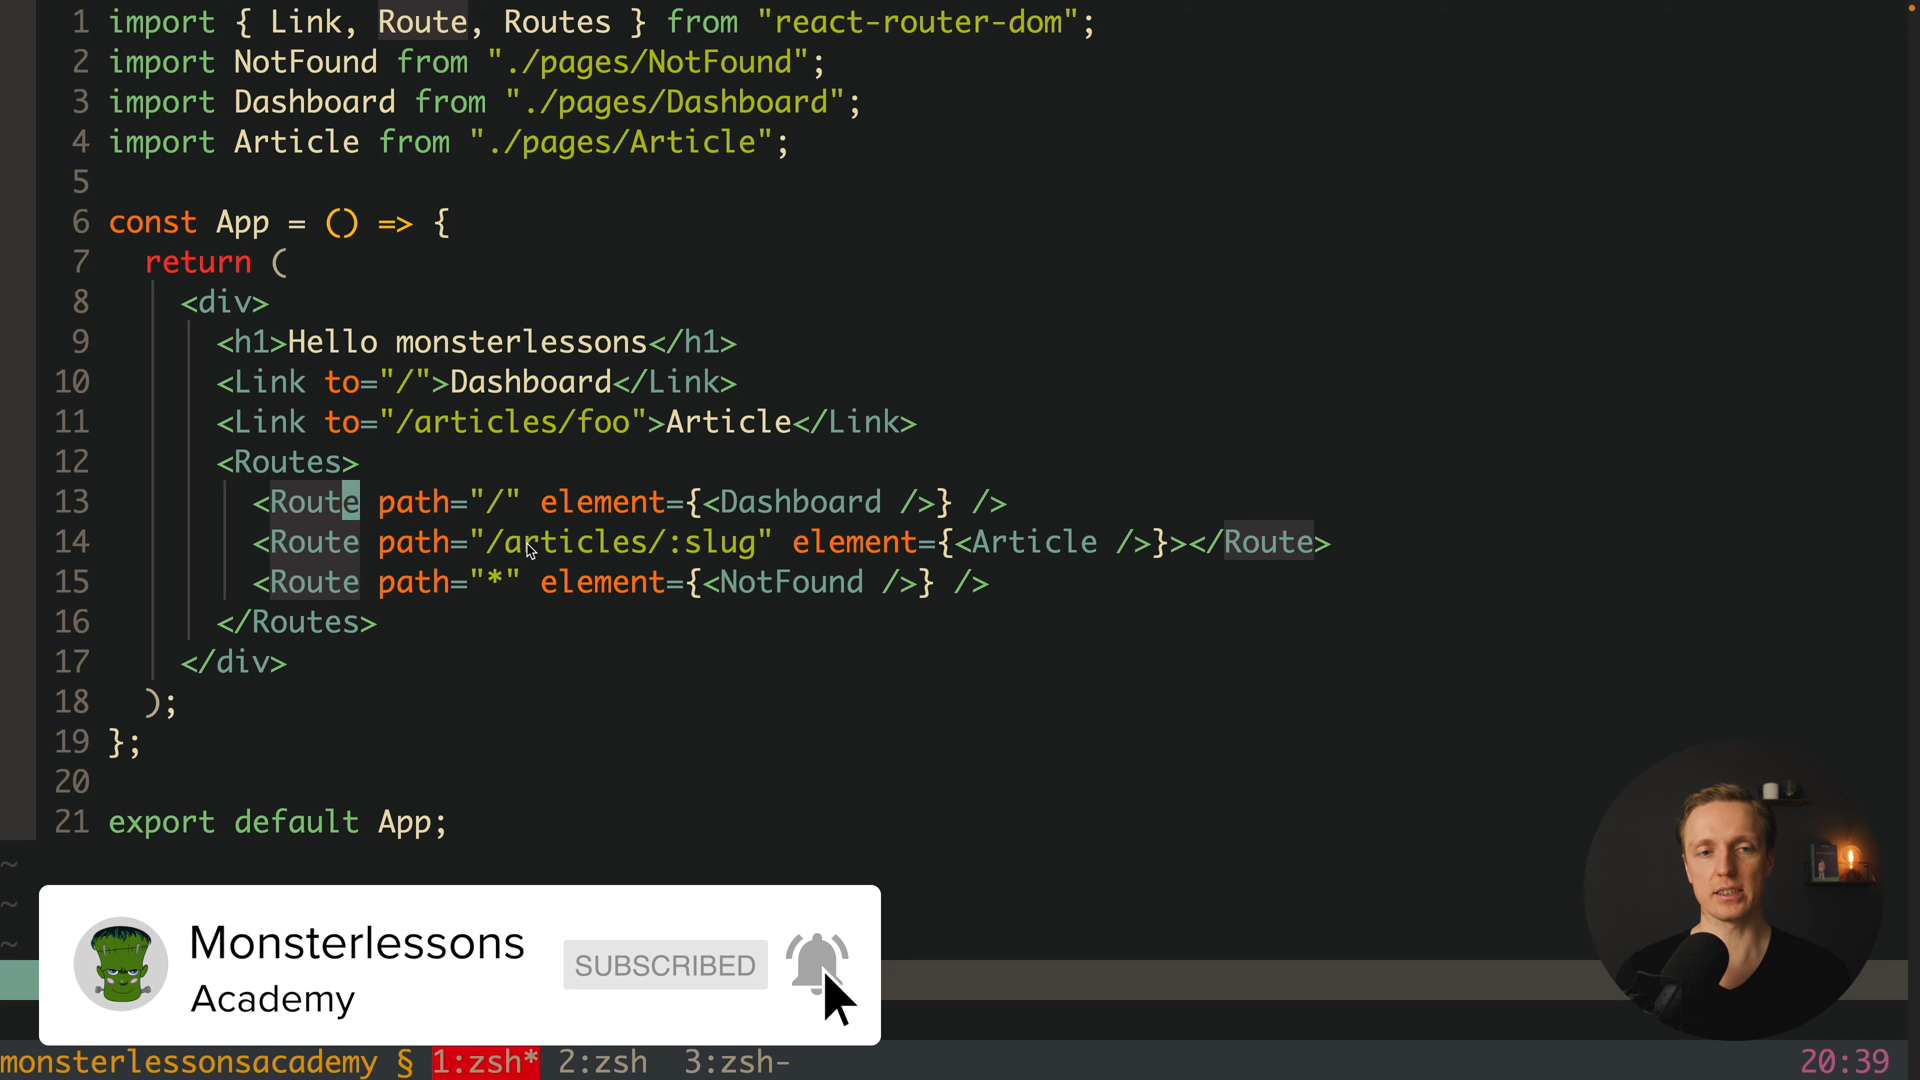 1 import { Link, Route, Routes } from "react-router-dom";
2 import NotFound from "./pages/NotFound";
3 import Dashboard from "./pages/Dashboard";
4 import Article from "./pages/Article";
5
6 const App = () => {
7   return (
8     <div>
9       <h1>Hello monsterlessons</h1>
10       <Link to="/">Dashboard</Link>
11       <Link to="/articles/foo">Article</Link>
12       <Routes>
13         <Route path="/" element={<Dashboard />} />
14         <Route path="/articles/:slug" element={<Article />}></Route>
15         <Route path="*" element={<NotFound />} />
16       </Routes>
17     </div>
18   );
19 };
20
21 export default App;
~
~
~
Monsterlessons
Academy
SUBSCRIBED
monsterlessonsacademy § 1:zsh* 2:zsh 3:zsh- 20:39